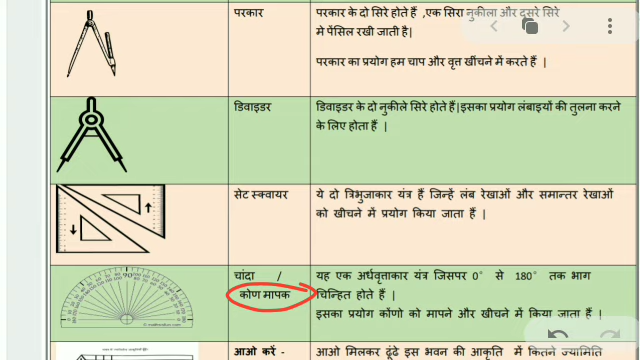 परकार
परकार के दो सिरे होते हैं ,एक सिरा नुकीला और दूसरे सिरे
मे पेंसिल रखी जाती है|
परकार का प्रयोग हम चाप और वृत्त खींचने में करते हैं |
डिवाइडर
डिवाइडर के दो नुकीले सिरे होते हैं|इसका प्रयोग लंबाइयों की तुलना करने
के लिए होता हैं |
सेट स्क्वायर
ये दो त्रिभुजाकार यंत्र हैं जिन्हें लंब रेखाओं और समान्तर रेखाओं
को खीचने में प्रयोग किया जाता हैं |
चांदा /
कोण मापक
यह एक अर्धवृत्ताकार यंत्र जिसपर 0° से 180° तक भाग
चिन्हित होते हैं |
इसका प्रयोग कोंणो को मापने और खीचने में किया जाता हैं |
आओ करें -
आओ मिलकर ढूंढे इस भवन की आकृति में कितने ज्यामिति